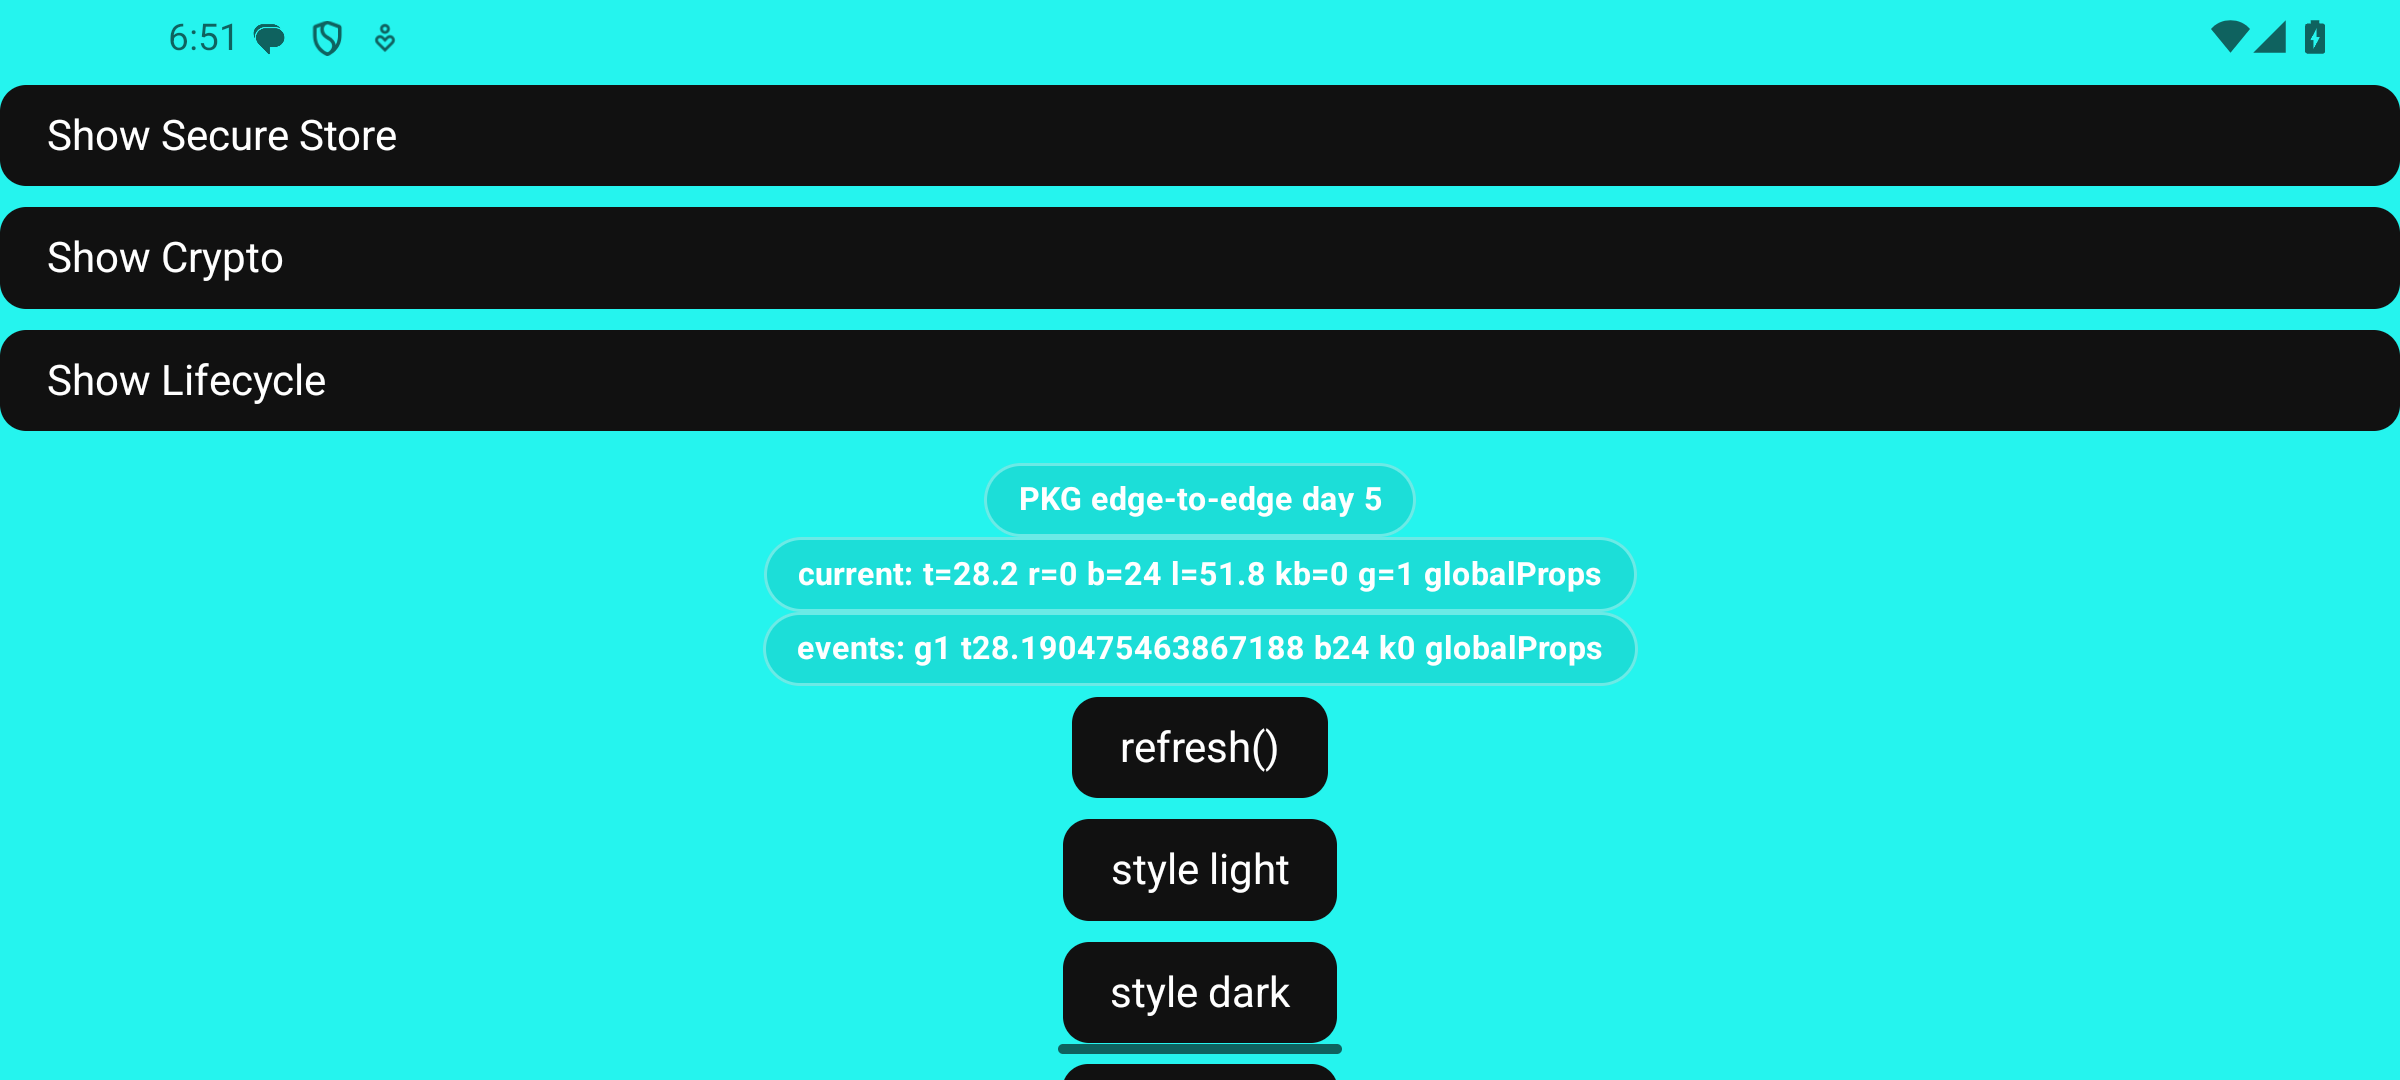 6:51
Show Secure Store
Show Crypto
Show Lifecycle
PKG edge-to-edge day 5
current: t=28.2 r=0 b=24 l=51.8 kb=0 g=1 globalProps
events: g1 t28.190475463867188 b24 k0 globalProps
refresh()
style light
style dark